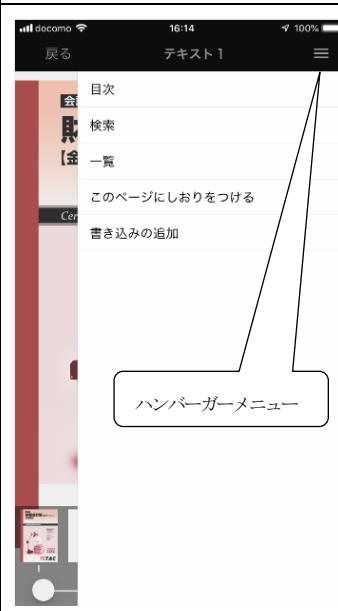 docomo 16:14 100%
戻る テキスト1
目次
検索
一覧
このページにしおりをつける
書き込みの追加
Cer
ハンバーガーメニュー
TAC